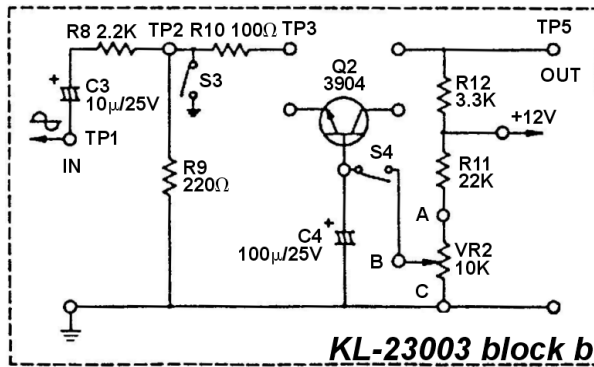 R8 2.2K TP2 R10 100Ω TP3 TP5
Q2
3904
S3
C3
10µ/25V
R12
3.3K
OUT
+12V
TP1
IN
S4
R9
220Ω
R11
22K
A
C4
100µ/25V
B
VR2
10K
C
KL-23003 block b